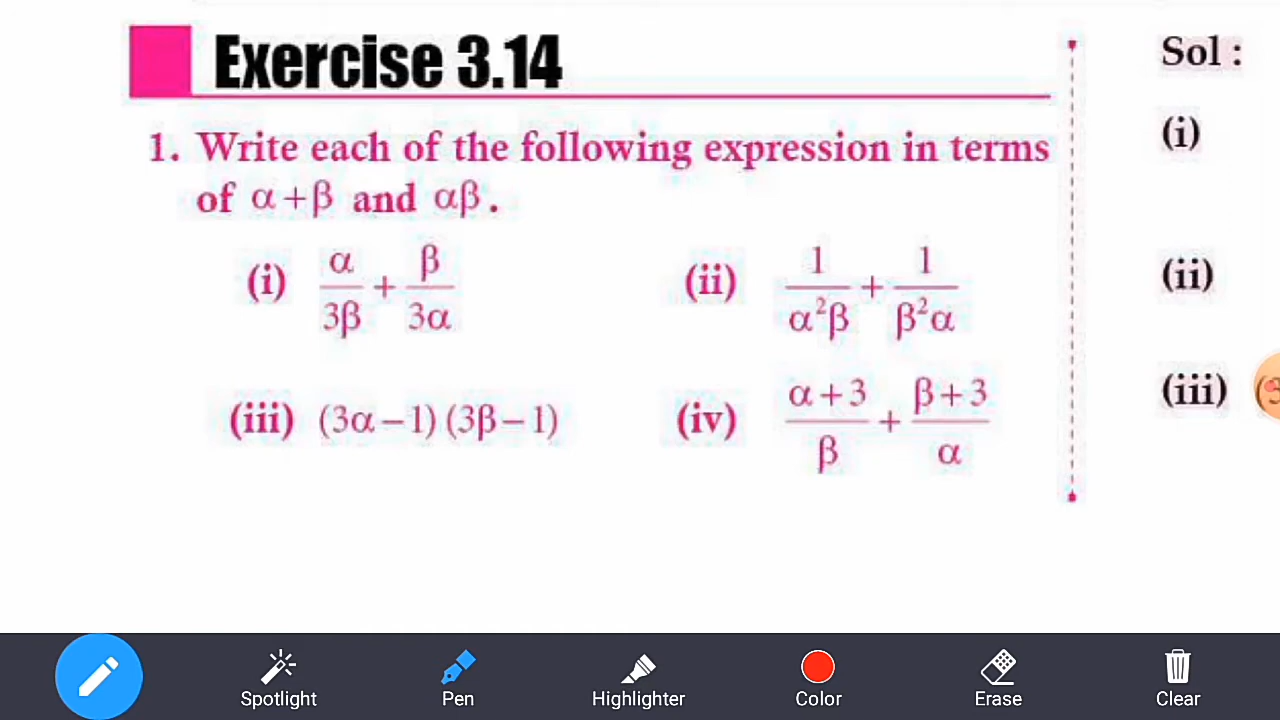 Exercise 3.14
1. Write each of the following expression in terms
of α+β and αβ.
(i) α/3β + β/3α (ii) 1/α²β + 1/β²α
(iii) (3α−1)(3β−1) (iv) α+3/β + β+3/α
Sol :
(i)
(ii)
(iii) (3
Spotlight Pen Highlighter Color Erase Clear